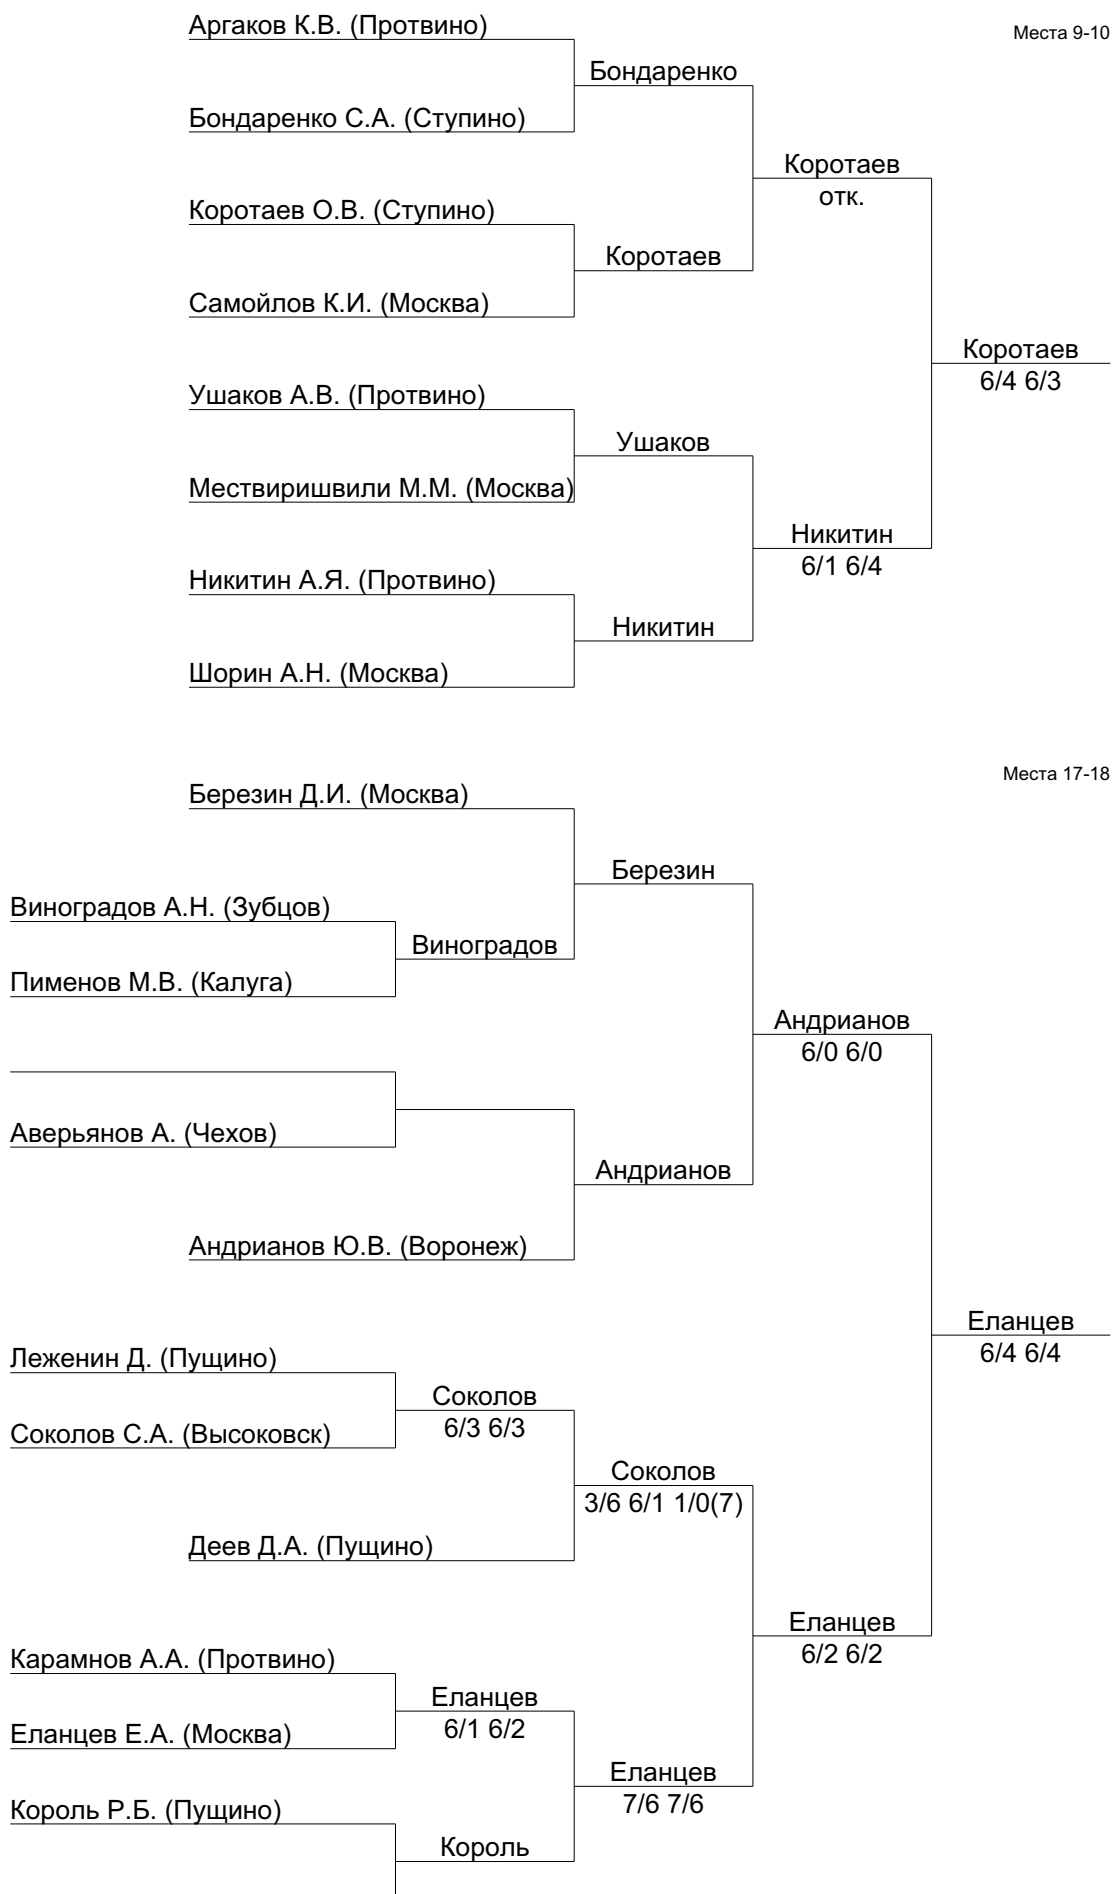 Аргаков К.В. (Протвино)
Места 9-10
Бондаренко
Бондаренко С.А. (Ступино)
Коротаев
отк.
Коротаев О.В. (Ступино)
Коротаев
Самойлов К.И. (Москва)
Коротаев
6/4 6/3
Ушаков А.В. (Протвино)
Ушаков
Мествиришвили М.М. (Москва)
Никитин
6/1 6/4
Никитин А.Я. (Протвино)
Никитин
Шорин А.Н. (Москва)
Места 17-18
Березин Д.И. (Москва)
Березин
Виноградов А.Н. (Зубцов)
Виноградов
Пименов М.В. (Калуга)
Андрианов
6/0 6/0
Аверьянов А. (Чехов)
Андрианов
Андрианов Ю.В. (Воронеж)
Еланцев
6/4 6/4
Леженин Д. (Пущино)
Соколов
6/3 6/3
Соколов С.А. (Высоковск)
Соколов
3/6 6/1 1/0(7)
Деев Д.А. (Пущино)
Еланцев
6/2 6/2
Карамнов А.А. (Протвино)
Еланцев
6/1 6/2
Еланцев Е.А. (Москва)
Еланцев
7/6 7/6
Король Р.Б. (Пущино)
Король